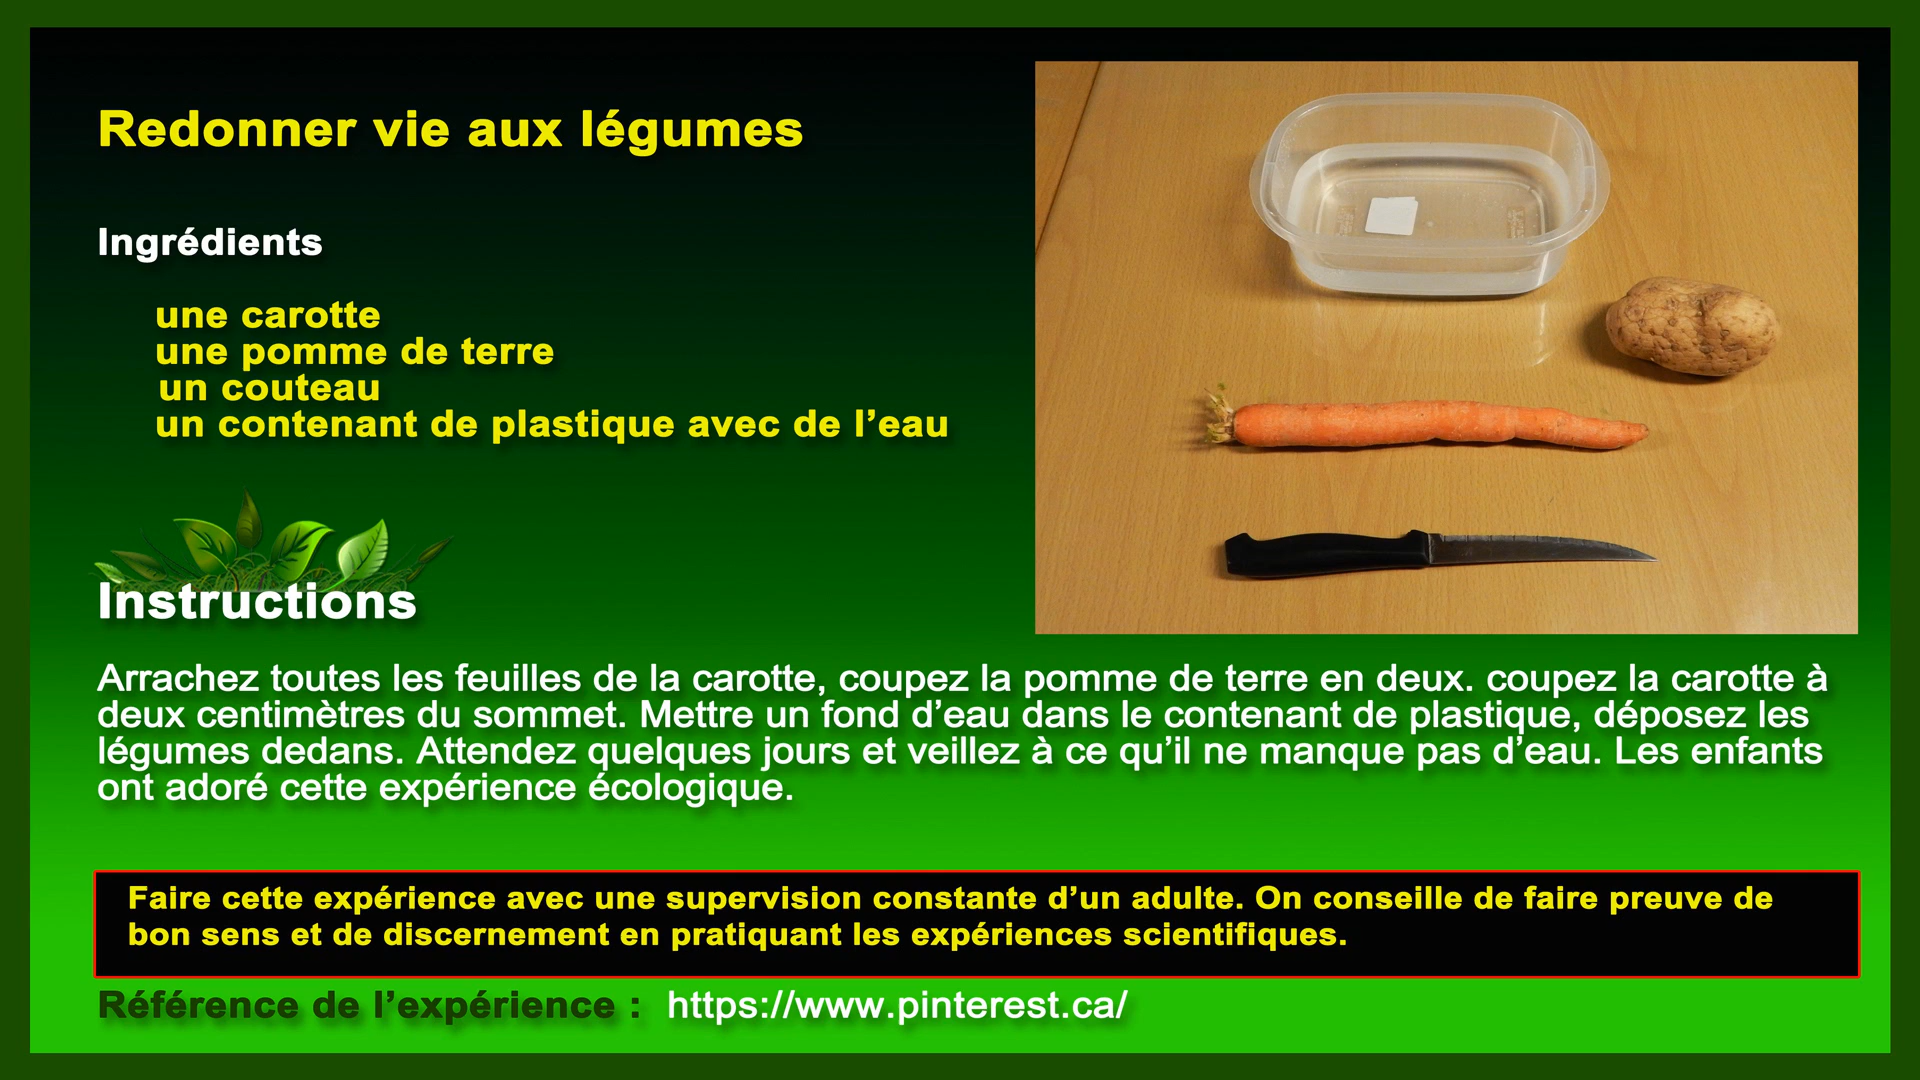 Redonner vie aux légumes
Ingrédients
une carotte
une pomme de terre
un couteau
un contenant de plastique avec de l’eau
Instructions
Arrachez toutes les feuilles de la carotte, coupez la pomme de terre en deux. coupez la carotte à
deux centimètres du sommet. Mettre un fond d’eau dans le contenant de plastique, déposez les
légumes dedans. Attendez quelques jours et veillez à ce qu’il ne manque pas d’eau. Les enfants
ont adoré cette expérience écologique.
Faire cette expérience avec une supervision constante d’un adulte. On conseille de faire preuve de
bon sens et de discernement en pratiquant les expériences scientifiques.
Référence de l’expérience : https://www.pinterest.ca/